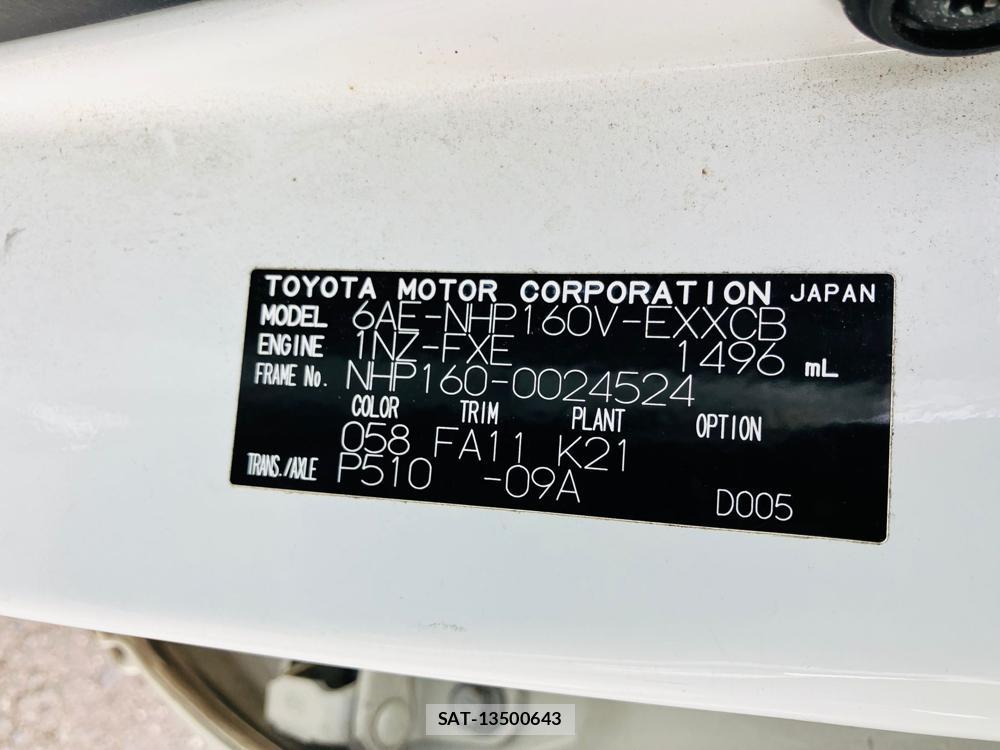 TOYOTA MOTOR CORPORATION JAPAN
MODEL 6AE-NHP160V-EXXCB
ENGINE 1NZ-FXE 1496 mL
FRAME No. NHP160-0024524
COLOR TRIM PLANT OPTION
058 FA11 K21
TRANS./AXLE P510 -09A D005
SAT-13500643